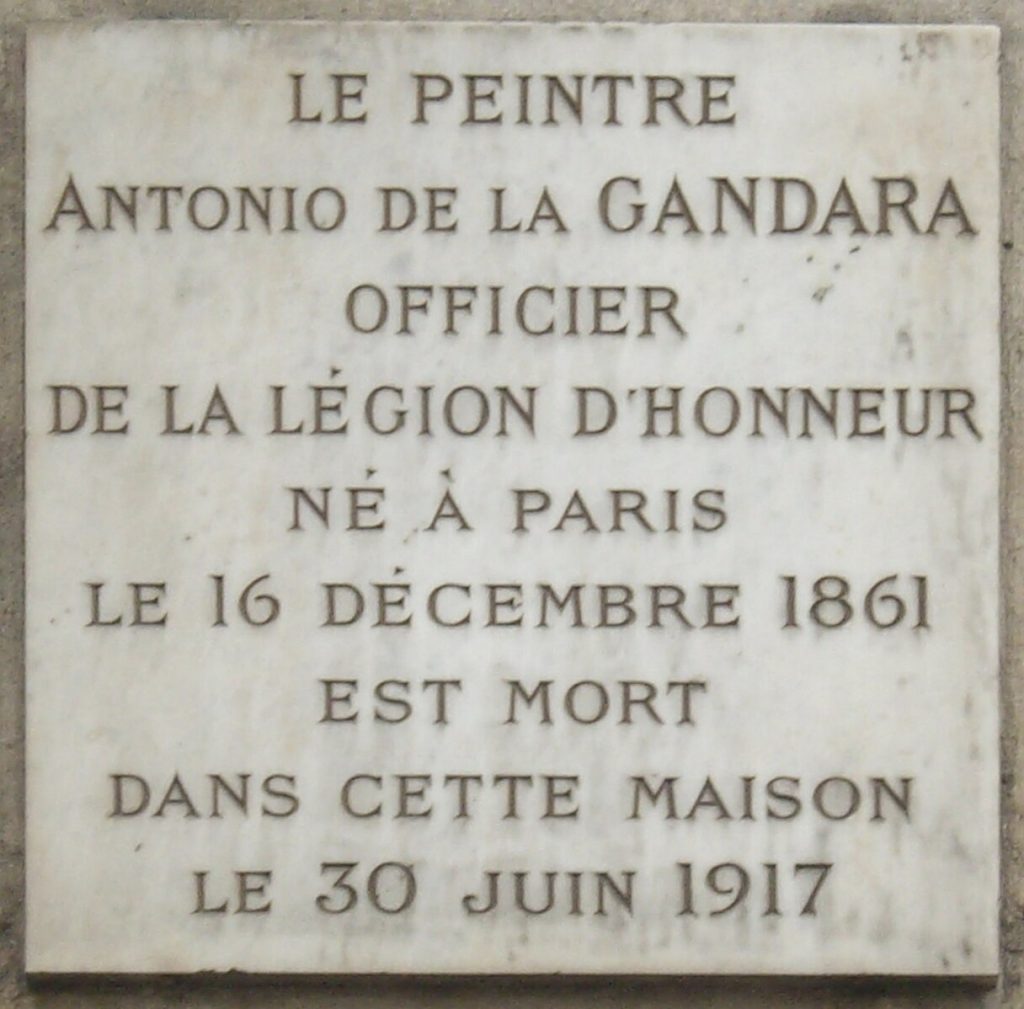 LE PEINTRE
ANTONIO DE LA GANDARA
OFFICIER
DE LA LÉGION D'HONNEUR
NÉ À PARIS
LE 16 DÉCEMBRE 1861
EST MORT
DANS CETTE MAISON
LE 30 JUIN 1917